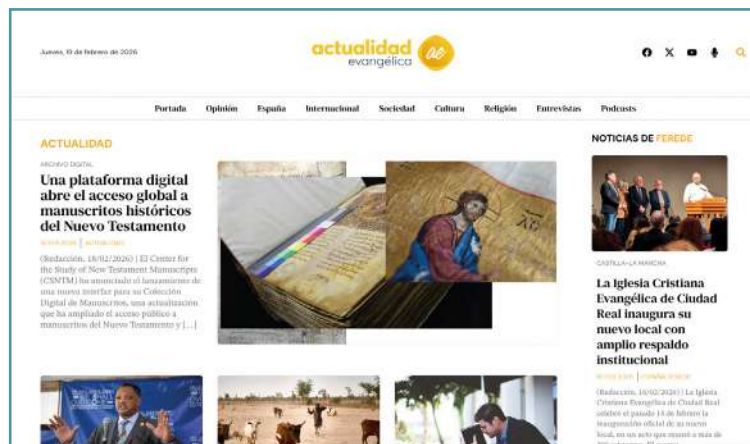 Jueves, 19 de febrero de 2026
actualidad
evangélica
ae
Portada Opinión España Internacional Sociedad Cultura Religión Entrevistas Podcasts
ACTUALIDAD
ARCHIVO DIGITAL
Una plataforma digital
abre el acceso global a
manuscritos históricos
del Nuevo Testamento
(Redacción, 18/02/2026) | El Center for
the Study of New Testament Manuscripts
(CSNTM) ha anunciado el lanzamiento de
una nueva interfaz para su Colección
Digital de Manuscritos, una actualización
que ha ampliado el acceso público a
manuscritos del Nuevo Testamento y [...]
NOTICIAS DE FEREDE
CASTILLA-LA MANCHA
La Iglesia Cristiana
Evangélica de Ciudad
Real inaugura su
nuevo local con
amplio respaldo
institucional
(Redacción, 16/02/2026) | La Iglesia
Cristiana Evangélica de Ciudad Real
celebró el pasado 14 de febrero la
inauguración oficial de su nuevo
local, en un acto que reunió a más de